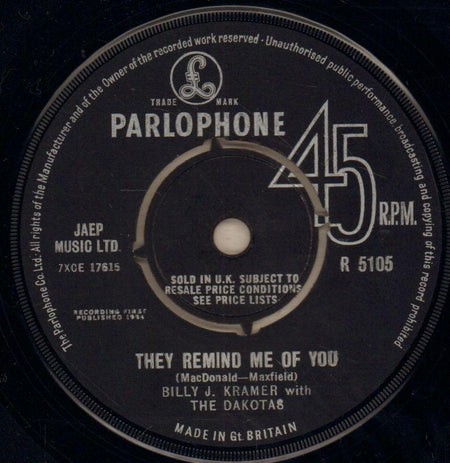 The Parlophone Co. Ltd. All rights of the Manufacturer and of the Owner of the recorded work reserved · Unauthorised public performance, broadcasting and copying of this record prohibited
£
TRADE MARK
PARLOPHONE
45
R.P.M.
JAEP
MUSIC LTD.
7XCE 17615
R 5105
SOLD IN U.K. SUBJECT TO
RESALE PRICE CONDITIONS
SEE PRICE LISTS
RECORDING FIRST
PUBLISHED 1964
THEY REMIND ME OF YOU
(MacDonald—Maxfield)
BILLY J. KRAMER with
THE DAKOTAS
MADE IN Gt. BRITAIN